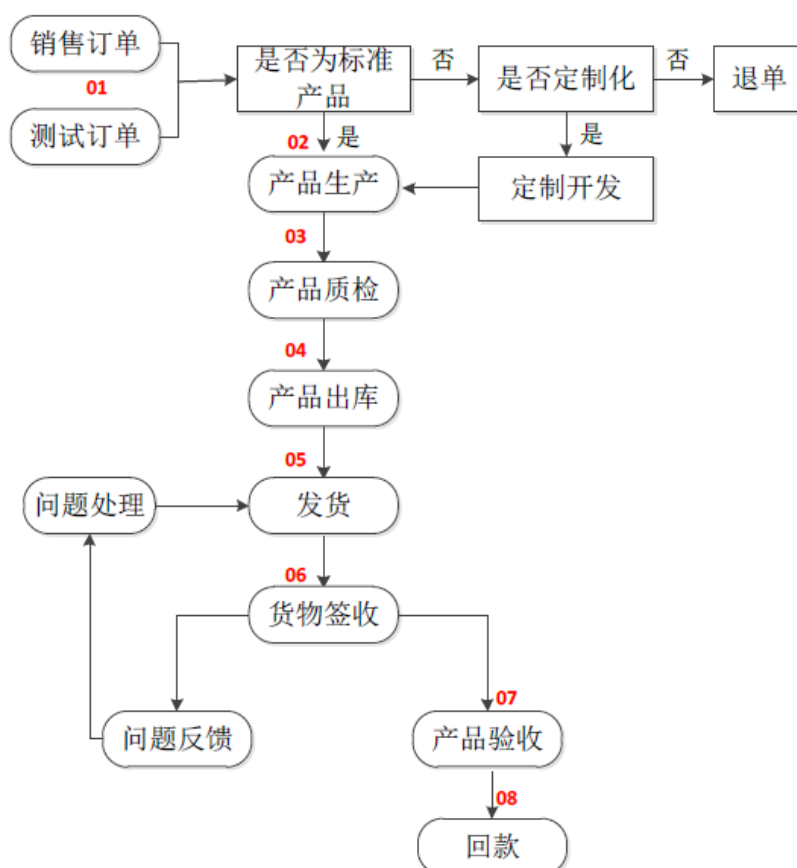 销售订单
01
测试订单
是否为标准
产品
否
是否定制化
否
退单
02
是
是
产品生产
定制开发
03
产品质检
04
产品出库
05
问题处理
发货
06
货物签收
07
问题反馈
产品验收
08
回款